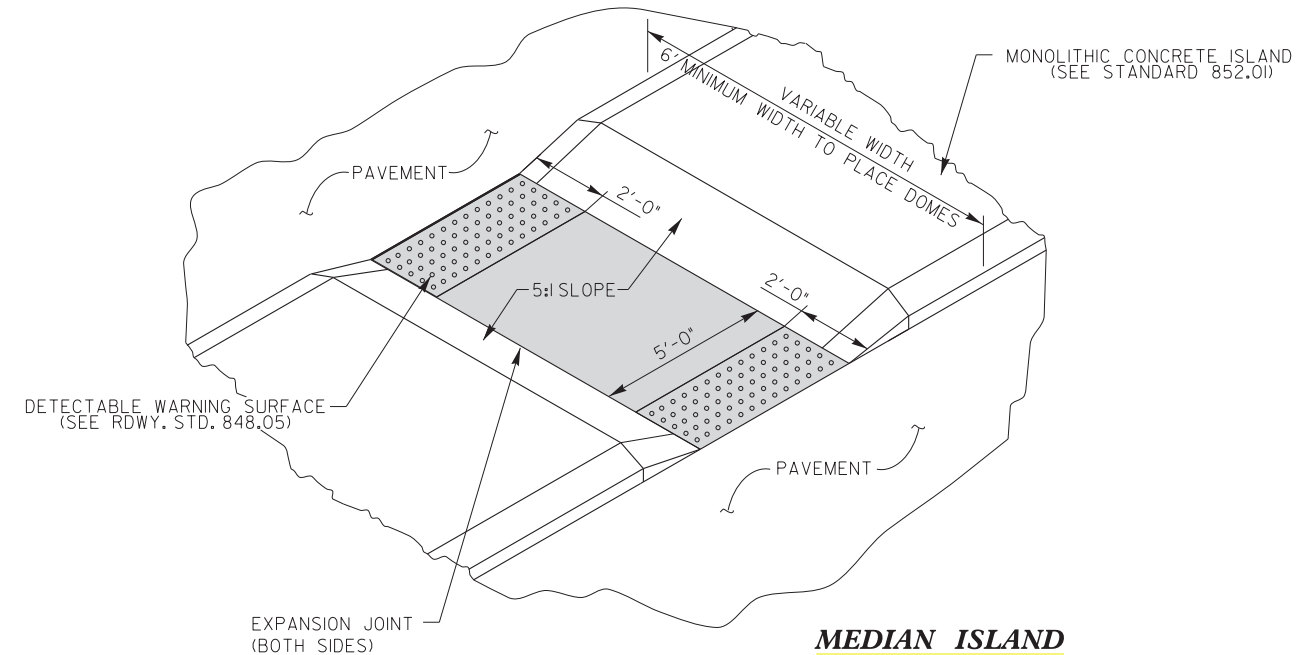 MONOLITHIC CONCRETE ISLAND
(SEE STANDARD 852.01)
6' MINIMUM WIDTH TO PLACE DOMES
VARIABLE WIDTH
PAVEMENT
2'-0"
5:1 SLOPE
2'-0"
5'-0"
DETECTABLE WARNING SURFACE
(SEE RDWY. STD. 848.05)
PAVEMENT
EXPANSION JOINT
(BOTH SIDES)
MEDIAN ISLAND